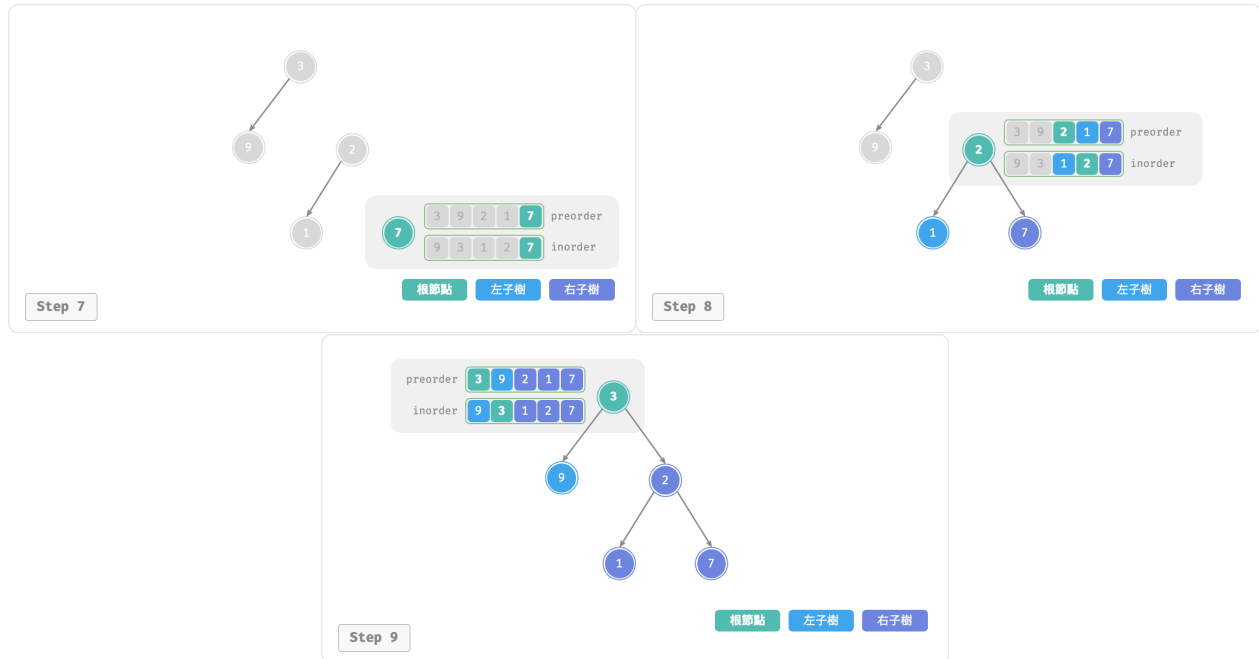 3
9
2
1
3 9 2 1 7 preorder
7
9 3 1 2 7 inorder
根節點 左子樹 右子樹
Step 7
3
3 9 2 1 7 preorder
9
2
9 3 1 2 7 inorder
1
7
根節點 左子樹 右子樹
Step 8
preorder 3 9 2 1 7
3
inorder 9 3 1 2 7
9
2
1
7
根節點 左子樹 右子樹
Step 9